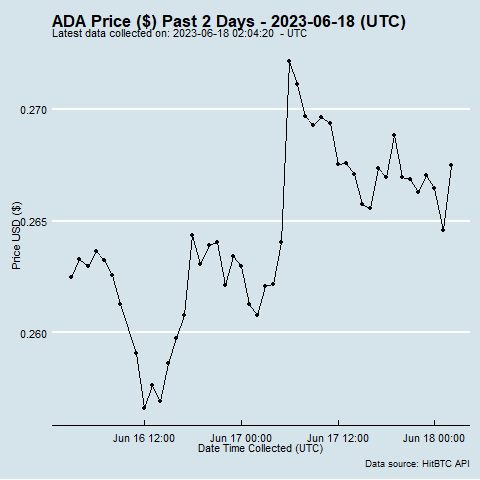 ADA Price ($) Past 2 Days - 2023-06-18 (UTC)
Latest data collected on: 2023-06-18 02:04:20 - UTC
0.270
0.265
0.260
Price USD ($)
Jun 16 12:00
Jun 17 00:00
Jun 17 12:00
Jun 18 00:00
Date Time Collected (UTC)
Data source: HitBTC API